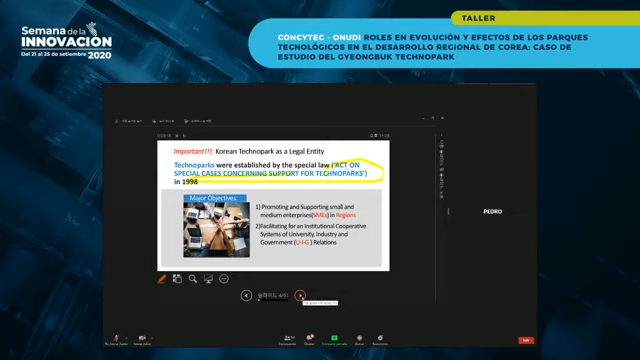 Semana de la
INNOVACIÓN
Del 21 al 25 de setiembre 2020
TALLER
CONCYTEC - ONUDI ROLES EN EVOLUCIÓN Y EFECTOS DE LOS PARQUES
TECNOLÓGICOS EN EL DESARROLLO REGIONAL DE COREA: CASO DE
ESTUDIO DEL GYEONGBUK TECHNOPARK
Important!!!: Korean Technopark as a Legal Entity
Technoparks were established by the special law ('ACT ON
SPECIAL CASES CONCERNING SUPPORT FOR TECHNOPARKS')
in 1998
Major Objectives:
1) Promoting and Supporting small and
medium enterprises(SMEs) in Regions
2)Facilitating for an Institutional Cooperative
Systems of University, Industry and
Government (U-I-G) Relations
PEDRO